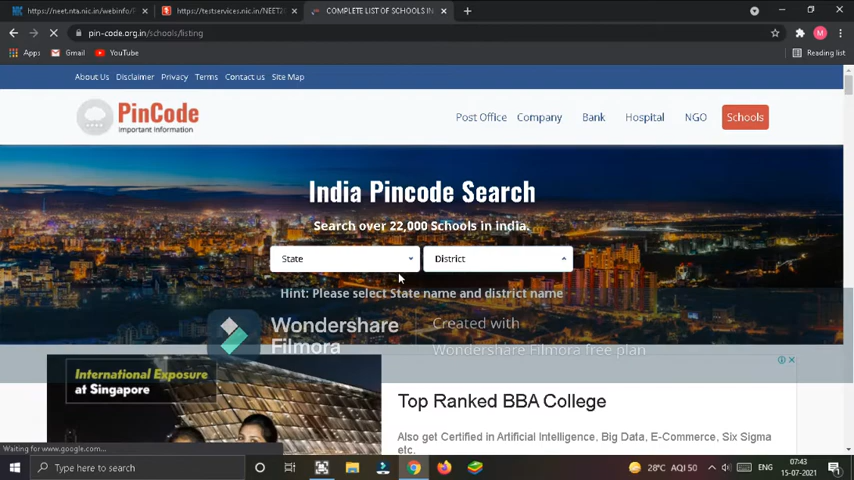 https://neet.nta.nic.in/webinfo/F
https://testservices.nic.in/NEET20
COMPLETE LIST OF SCHOOLS IN
pin-code.org.in/schools/listing
M
Apps Gmail YouTube Reading list
About Us Disclaimer Privacy Terms Contact us Site Map
PinCode
Important Information
Post Office Company Bank Hospital NGO Schools
India Pincode Search
Search over 22,000 Schools in india.
State District
Hint: Please select State name and district name
Wondershare
Filmora
Created with
Wondershare Filmora free plan
International Exposure
at Singapore
Top Ranked BBA College
Also get Certified in Artificial Intelligence, Big Data, E-Commerce, Six Sigma
etc.
Waiting for www.google.com...
Type here to search
28°C AQI 50
ENG
07:43
15-07-2021